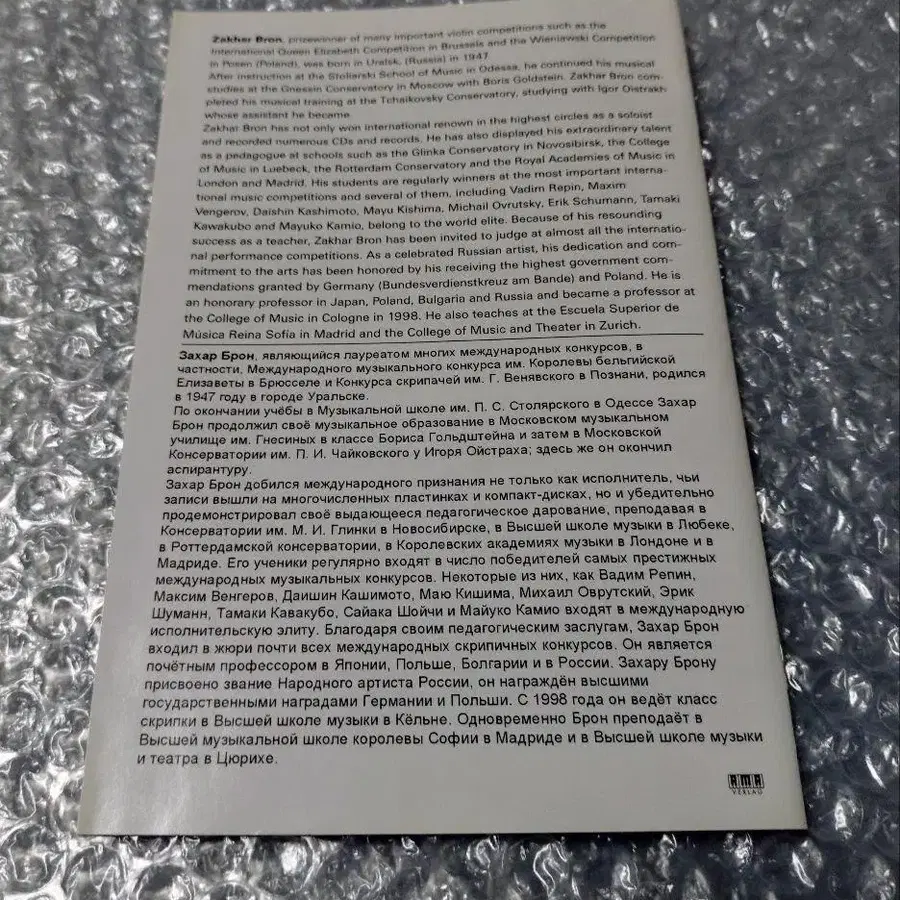 Zakhar Bron, prizewinner of many important violin competitions such as the
International Queen Elizabeth Competition in Brussels and the Wieniawski Competition
in Posen (Poland), was born in Uralsk, (Russia) in 1947.
After instruction at the Stoliarski School of Music in Odessa, he continued his musical
studies at the Gnessin Conservatory in Moscow with Boris Goldstein. Zakhar Bron com-
pleted his musical training at the Tchaikovsky Conservatory, studying with Igor Oistrakh
whose assistant he became.
Zakhar Bron has not only won international renown in the highest circles as a soloist
and recorded numerous CDs and records. He has also displayed his extraordinary talent
as a pedagogue at schools such as the Glinka Conservatory in Novosibirsk, the College
of Music in Luebeck, the Rotterdam Conservatory and the Royal Academies of Music in
London and Madrid. His students are regularly winners at the most important interna-
tional music competitions and several of them, including Vadim Repin, Maxim
Vengerov, Daishin Kashimoto, Mayu Kishima, Michail Ovrutsky, Erik Schumann, Tamaki
Kawakubo and Mayuko Kamio, belong to the world elite. Because of his resounding
success as a teacher, Zakhar Bron has been invited to judge at almost all the internatio-
nal performance competitions. As a celebrated Russian artist, his dedication and com-
mitment to the arts has been honored by his receiving the highest government com-
mendations granted by Germany (Bundesverdienstkreuz am Bande) and Poland. He is
an honorary professor in Japan, Poland, Bulgaria and Russia and became a professor at
the College of Music in Cologne in 1998. He also teaches at the Escuela Superior de
Música Reina Sofía in Madrid and the College of Music and Theater in Zurich.
Захар Брон, являющийся лауреатом многих международных конкурсов, в
частности, Международного музыкального конкурса им. Королевы бельгийской
Елизаветы в Брюсселе и Конкурса скрипачей им. Г. Венявского в Познани, родился
в 1947 году в городе Уральске.
По окончании учёбы в Музыкальной школе им. П. С. Столярского в Одессе Захар
Брон продолжил своё музыкальное образование в Московском музыкальном
училище им. Гнесиных в классе Бориса Гольдштейна и затем в Московской
Консерватории им. П. И. Чайковского у Игоря Ойстраха; здесь же он окончил
аспирантуру.
Захар Брон добился международного признания не только как исполнитель, чьи
записи вышли на многочисленных пластинках и компакт-дисках, но и убедительно
продемонстрировал своё выдающееся педагогическое дарование, преподавая в
Консерватории им. М. И. Глинки в Новосибирске, в Высшей школе музыки в Любеке,
в Роттердамской консерватории, в Королевских академиях музыки в Лондоне и в
Мадриде. Его ученики регулярно входят в число победителей самых престижных
международных музыкальных конкурсов. Некоторые из них, как Вадим Репин,
Максим Венгеров, Даишин Кашимото, Маю Кишима, Михаил Оврутский, Эрик
Шуманн, Тамаки Кавакубо, Сайака Шойчи и Майуко Камио входят в международную
исполнительскую элиту. Благодаря своим педагогическим заслугам, Захар Брон
входил в жюри почти всех международных скрипичных конкурсов. Он является
почётным профессором в Японии, Польше, Болгарии и в России. Захару Брону
присвоено звание Народного артиста России, он награждён высшими
государственными наградами Германии и Польши. С 1998 года он ведёт класс
скрипки в Высшей школе музыки в Кёльне. Одновременно Брон преподаёт в
Высшей музыкальной школе королевы Софии в Мадриде и в Высшей школе музыки
и театра в Цюрихе.
ama
VERLAG